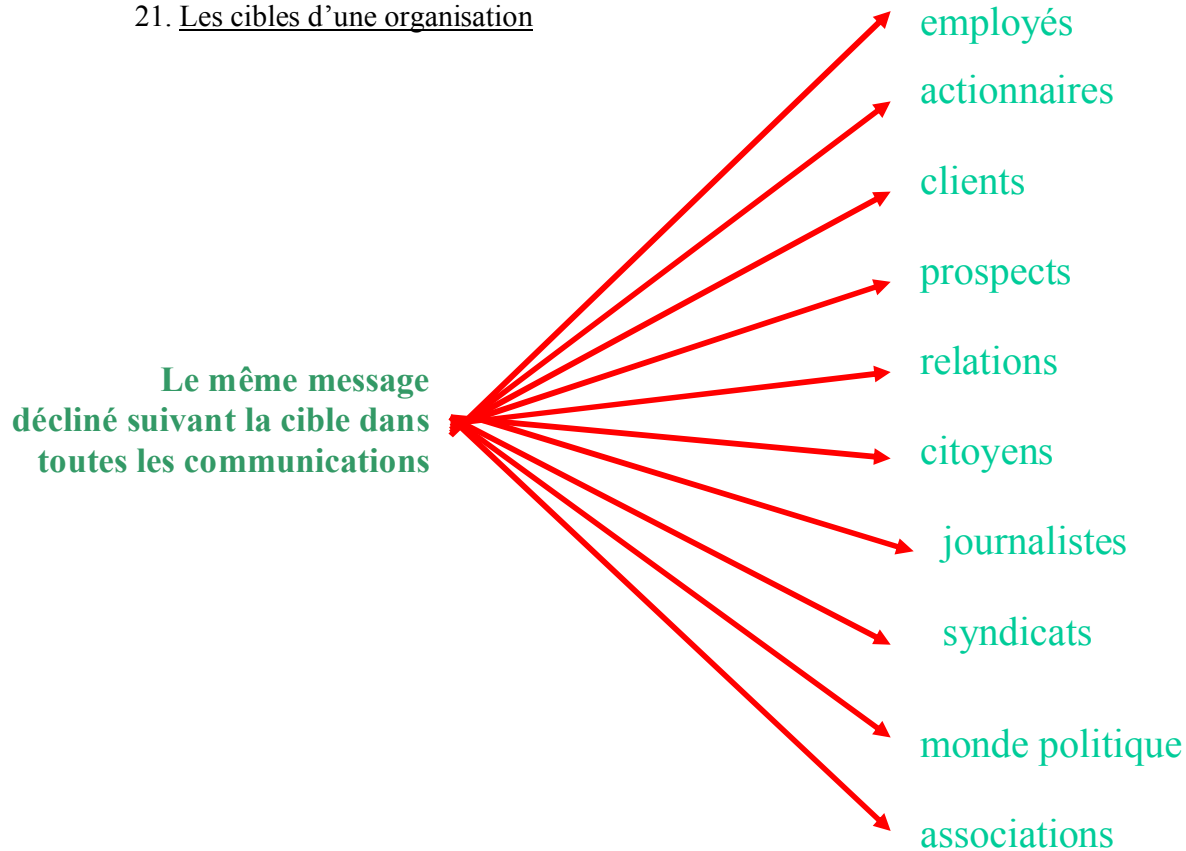 21. Les cibles d’une organisation
employés
actionnaires
clients
prospects
relations
Le même message
décliné suivant la cible dans
toutes les communications
citoyens
journalistes
syndicats
monde politique
associations